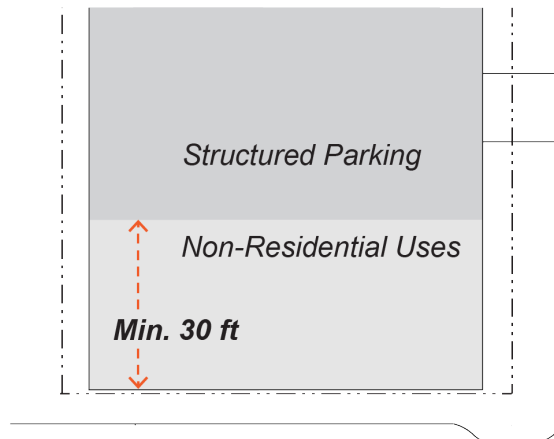 Structured Parking
Non-Residential Uses
Min. 30 ft